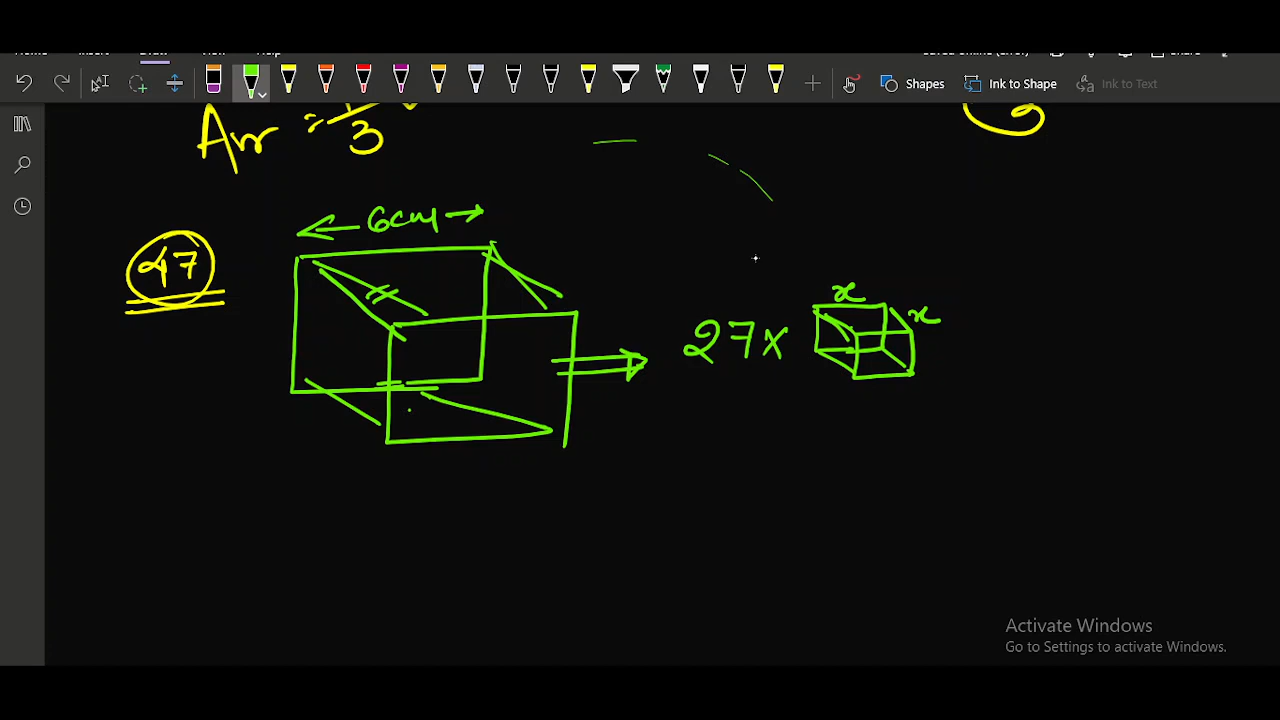 Shapes
Ink to Shape
Ink to Text
3
6cm
47
27x
x
x
Activate Windows
Go to Settings to activate Windows.